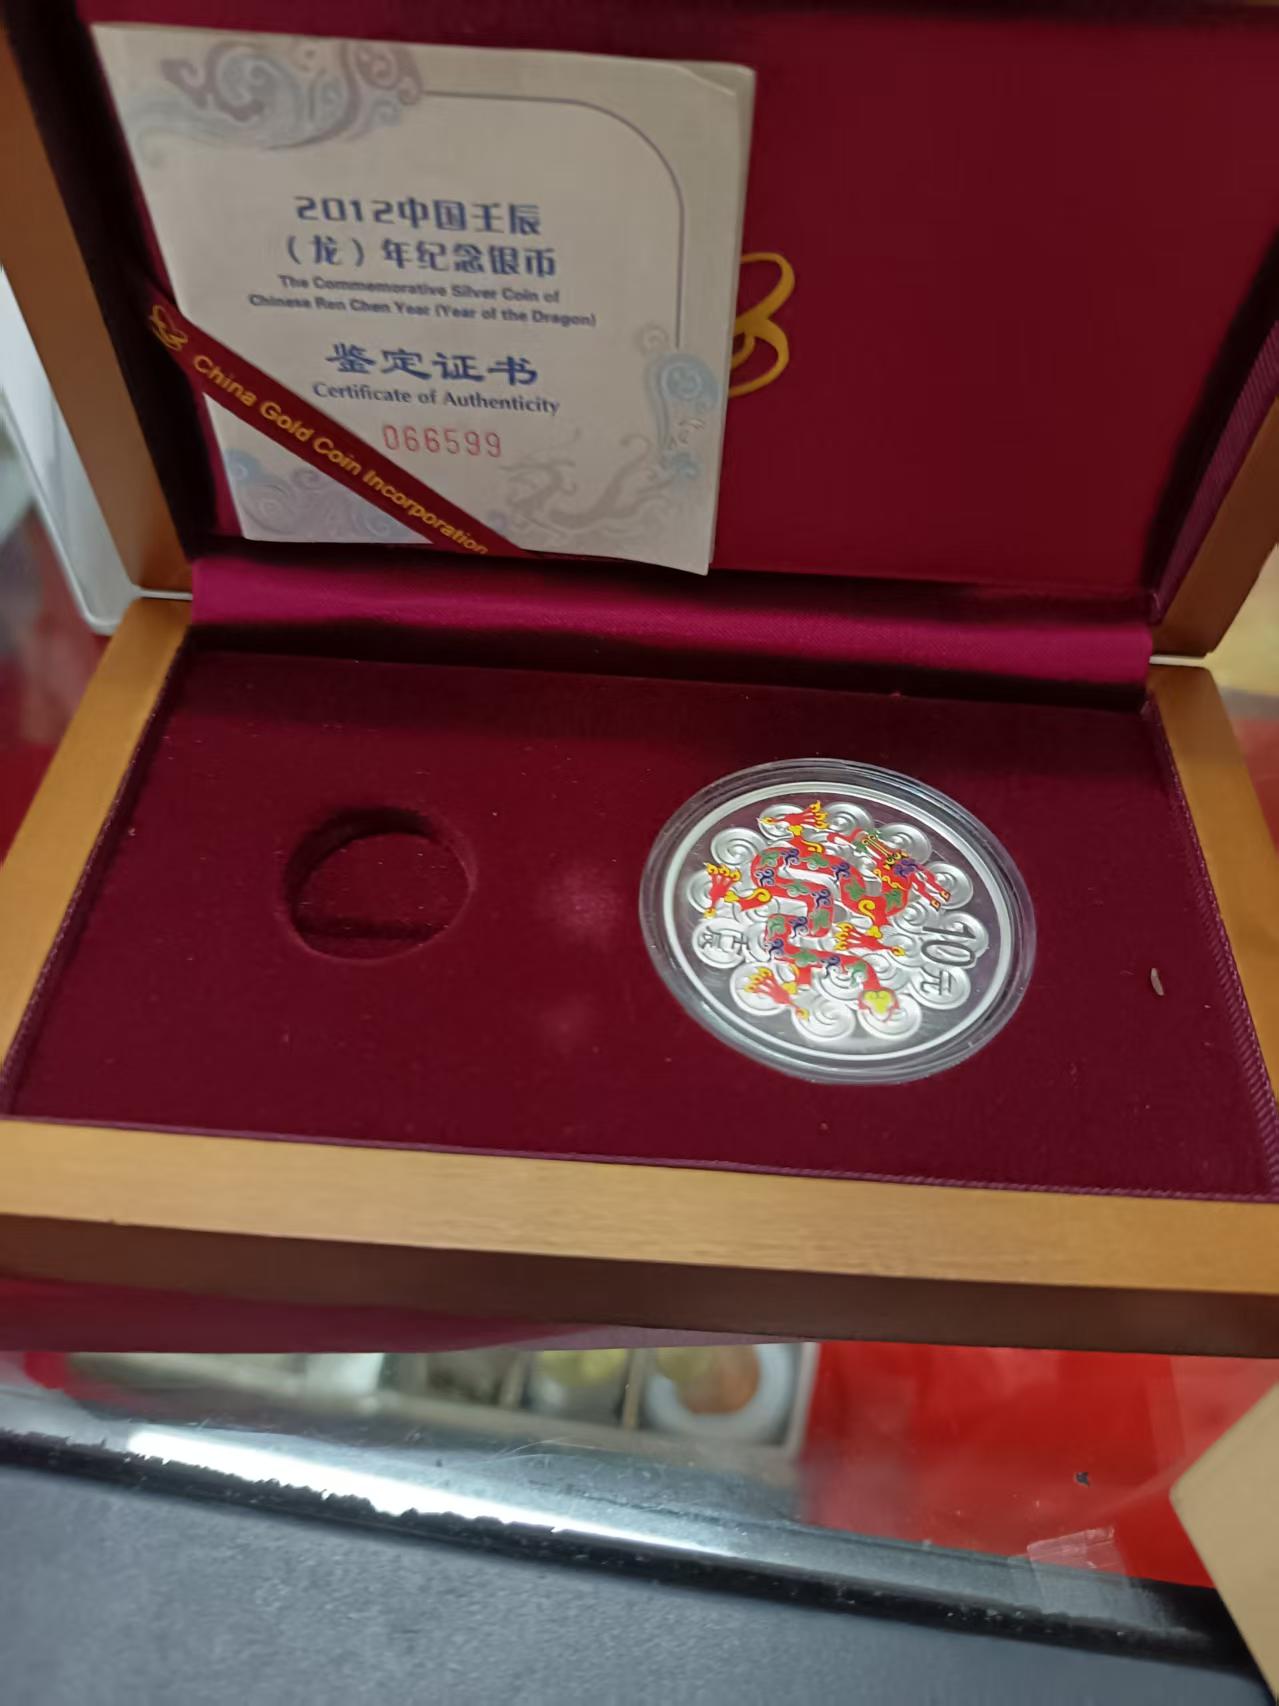 2012中国壬辰
（龙）年纪念银币
The Commemorative Silver Coin of
Chinese Ren Chen Year (Year of the Dragon)
鉴定证书
Certificate of Authenticity
066599
China Gold Coin Incorporation
10元
壬辰